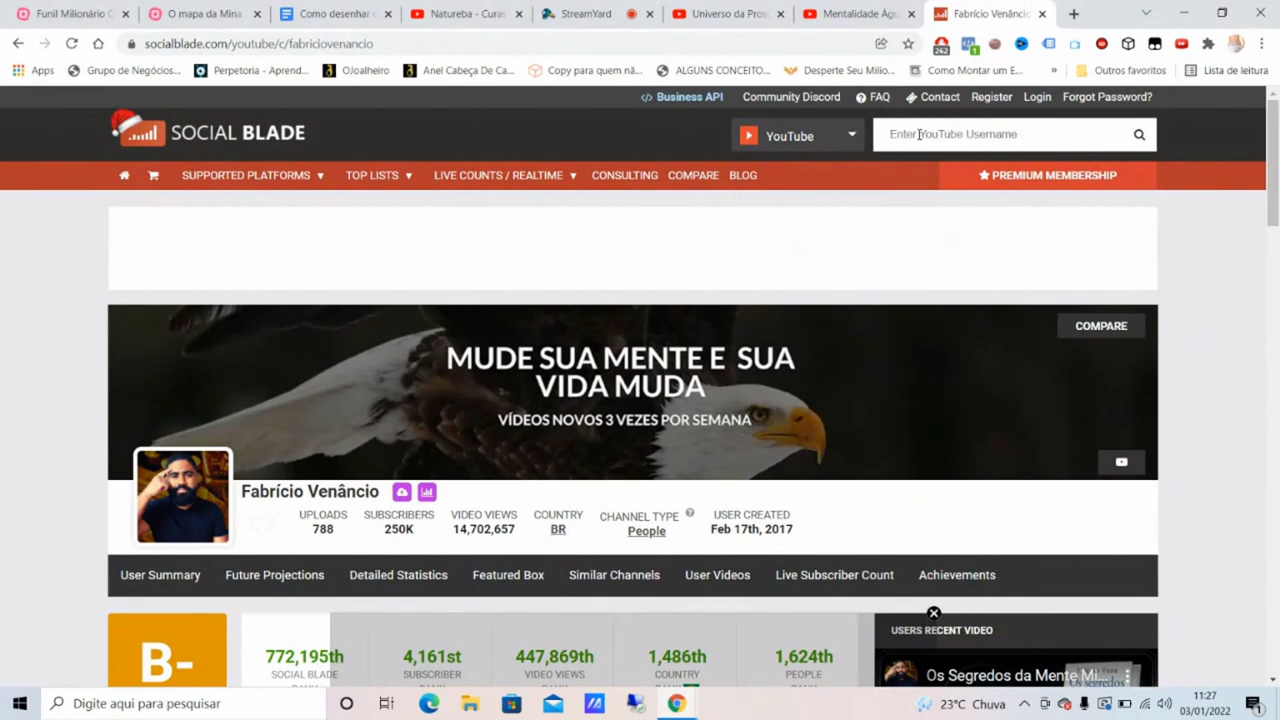 Funil Milionário O
O mapa da Mina
Como desenhar
Natureba - Curas
StreamYard
Universo da Pros
Mentalidade Águ
Fabrício Venâncio
socialblade.com/youtube/c/fabriciovenancio
262
1
Apps
Grupo de Negócios...
Perpetoria - Aprend...
OJoalheiro
Anel Cabeça De Ca...
Copy para quem nã...
ALGUNS CONCEITO...
Desperte Seu Milio...
Como Montar um E...
»
Outros favoritos
Lista de leitura
</> Business API
Community Discord
FAQ
Contact
Register
Login
Forgot Password?
SOCIAL BLADE
YouTube
Enter YouTube Username
SUPPORTED PLATFORMS
TOP LISTS
LIVE COUNTS / REALTIME
CONSULTING
COMPARE
BLOG
PREMIUM MEMBERSHIP
COMPARE
MUDE SUA MENTE E SUA
VIDA MUDA
VÍDEOS NOVOS 3 VEZES POR SEMANA
Fabrício Venâncio
UPLOADS
788
SUBSCRIBERS
250K
VIDEO VIEWS
14,702,657
COUNTRY
BR
CHANNEL TYPE
People
USER CREATED
Feb 17th, 2017
User Summary
Future Projections
Detailed Statistics
Featured Box
Similar Channels
User Videos
Live Subscriber Count
Achievements
B-
772,195th
SOCIAL BLADE
4,161st
SUBSCRIBER
447,869th
VIDEO VIEWS
1,486th
COUNTRY
1,624th
PEOPLE
USERS RECENT VIDEO
Os Segredos da Mente Mi...
Digite aqui para pesquisar
23°C Chuva
11:27
03/01/2022
1